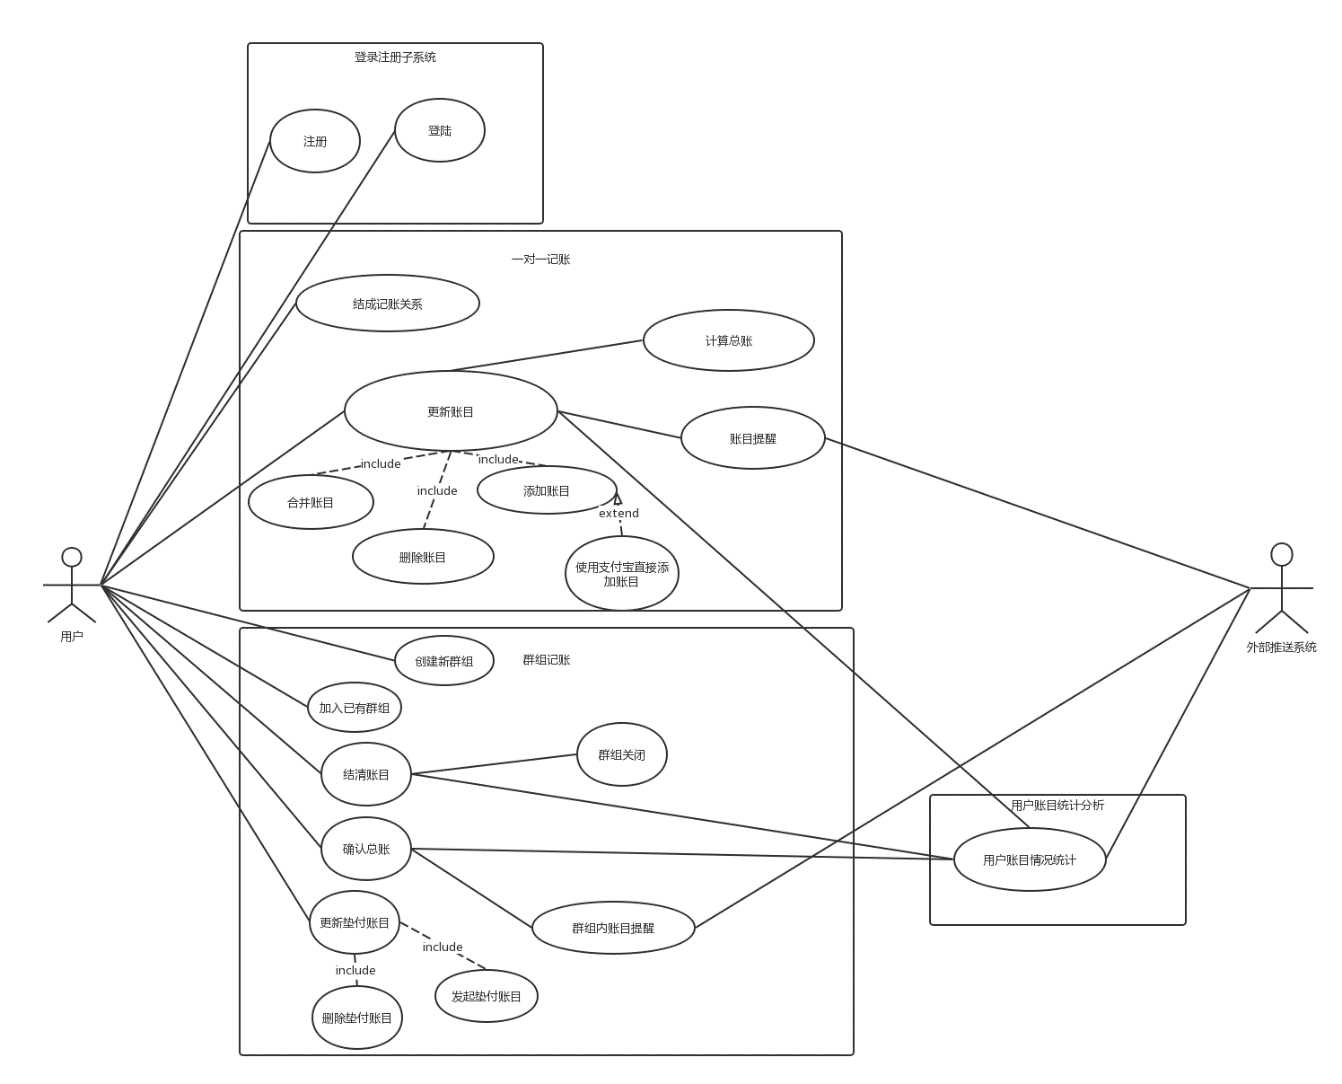 登录注册子系统
注册
登陆
一对一记账
结成记账关系
计算总账
更新账目
账目提醒
include
include
include
合并账目
添加账目
extend
删除账目
使用支付宝直接添
加账目
用户
外部推送系统
创建新群组
群组记账
加入已有群组
结清账目
群组关闭
用户账目统计分析
确认总账
用户账目情况统计
更新垫付账目
群组内账目提醒
include
include
发起垫付账目
删除垫付账目